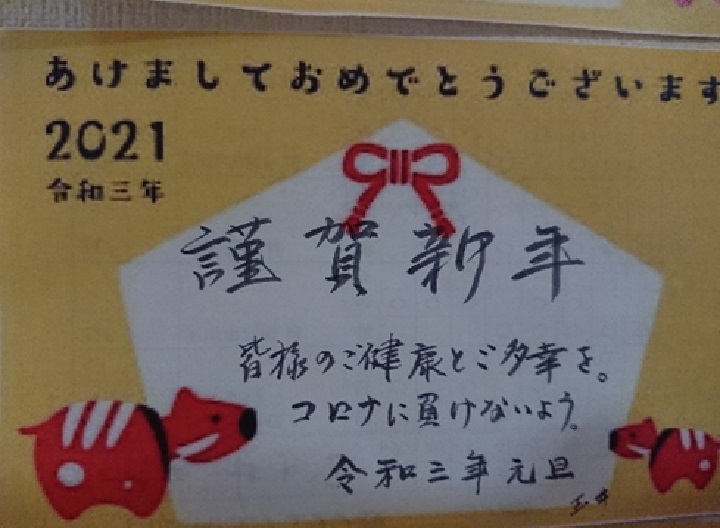 あけましておめでとうございます
2021
令和三年
謹賀新年
皆様のご健康とご多幸を。
コロナに負けないよう。
令和三年元旦